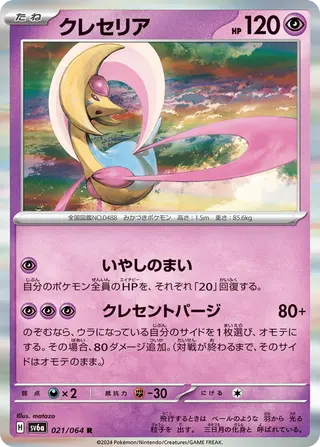 たね
クレセリア
HP 120
全国図鑑NO.0488 みかづきポケモン 高さ：1.5m 重さ：85.6kg
いやしのまい
自分のポケモン全員のHPを、それぞれ「20」回復する。
クレセントパージ 80+
のぞむなら、ウラになっている自分のサイドを1枚選び、オモテにする。その場合、80ダメージ追加。（対戦が終わるまで、そのサイドはオモテのまま。）
弱点 ×2 抵抗力 -30 にげる
Illus. matazo
H sv6a 021/064 R
飛行するときは ベールのような 羽から 光る
粒子を 出す。 三日月の化身と 呼ばれる。
©2024 Pokémon/Nintendo/Creatures/GAME FREAK.